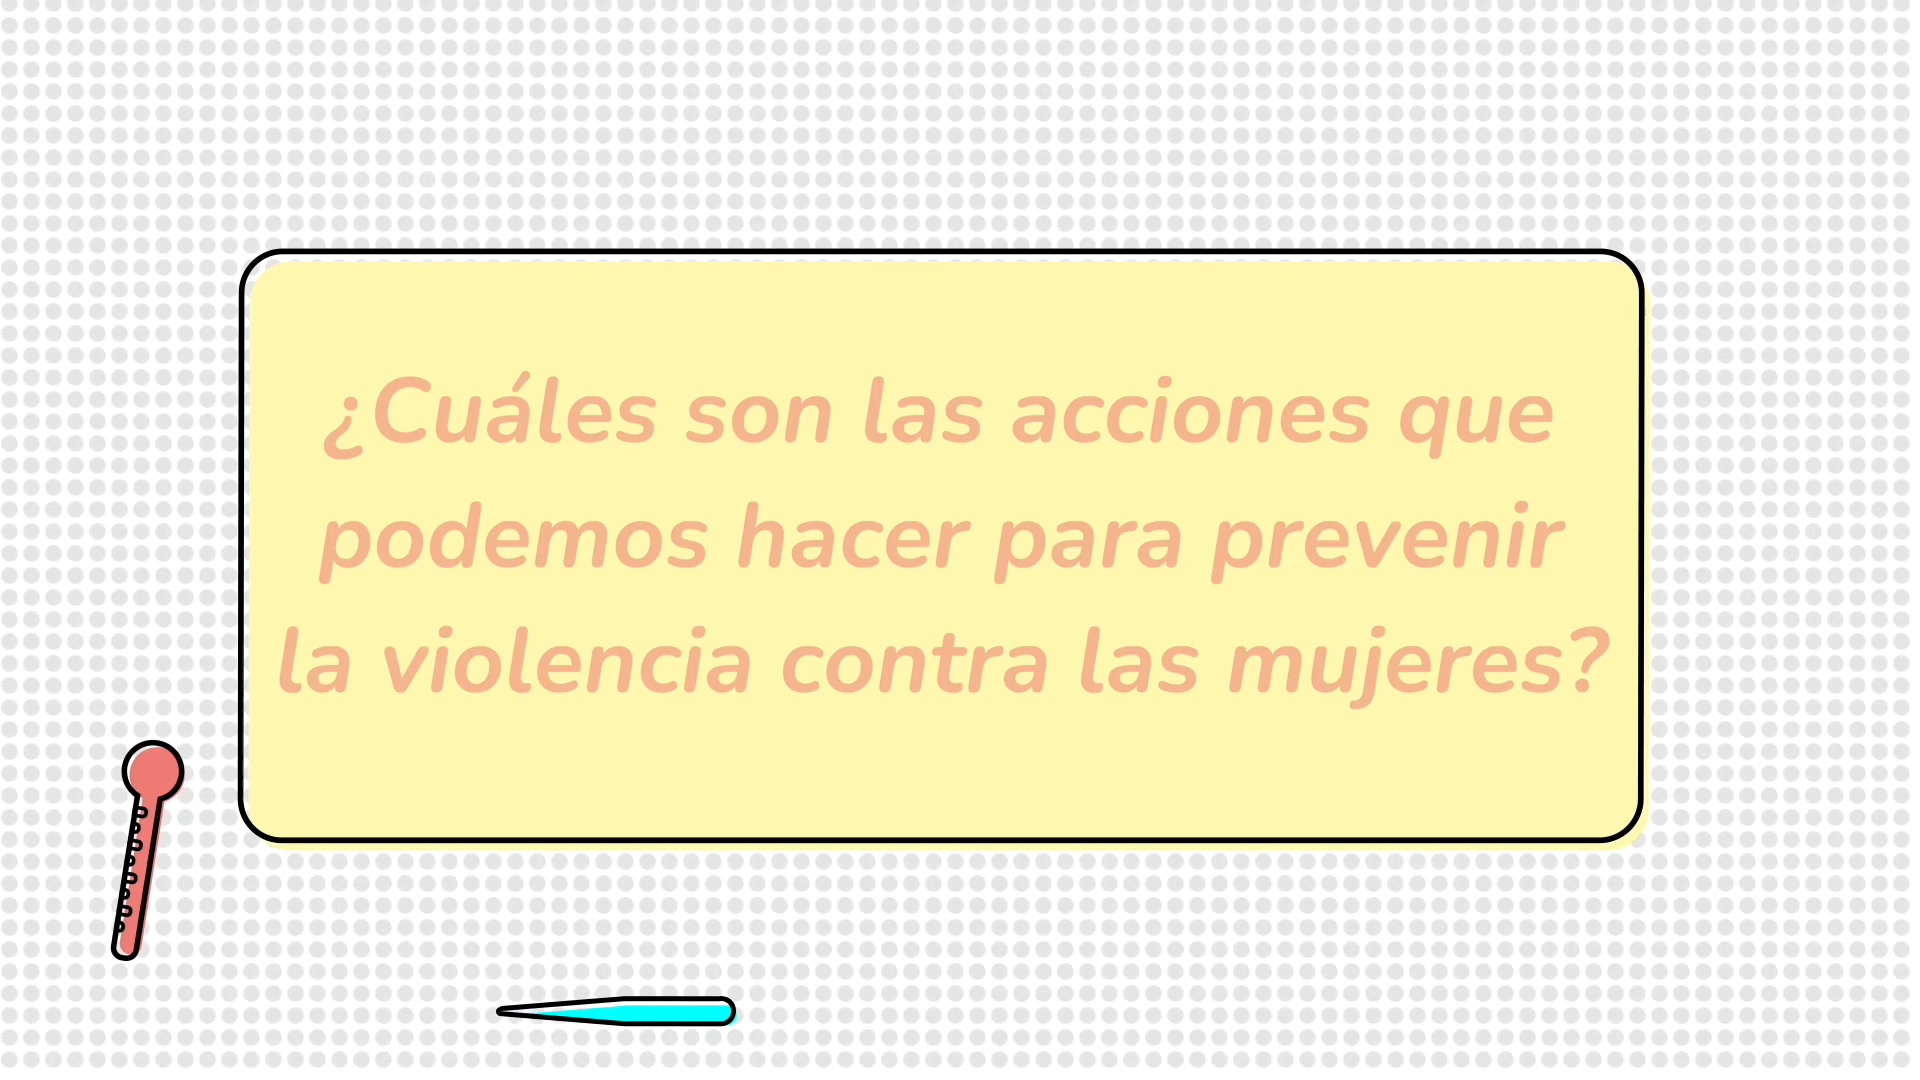 ¿Cuáles son las acciones que
podemos hacer para prevenir
la violencia contra las mujeres?